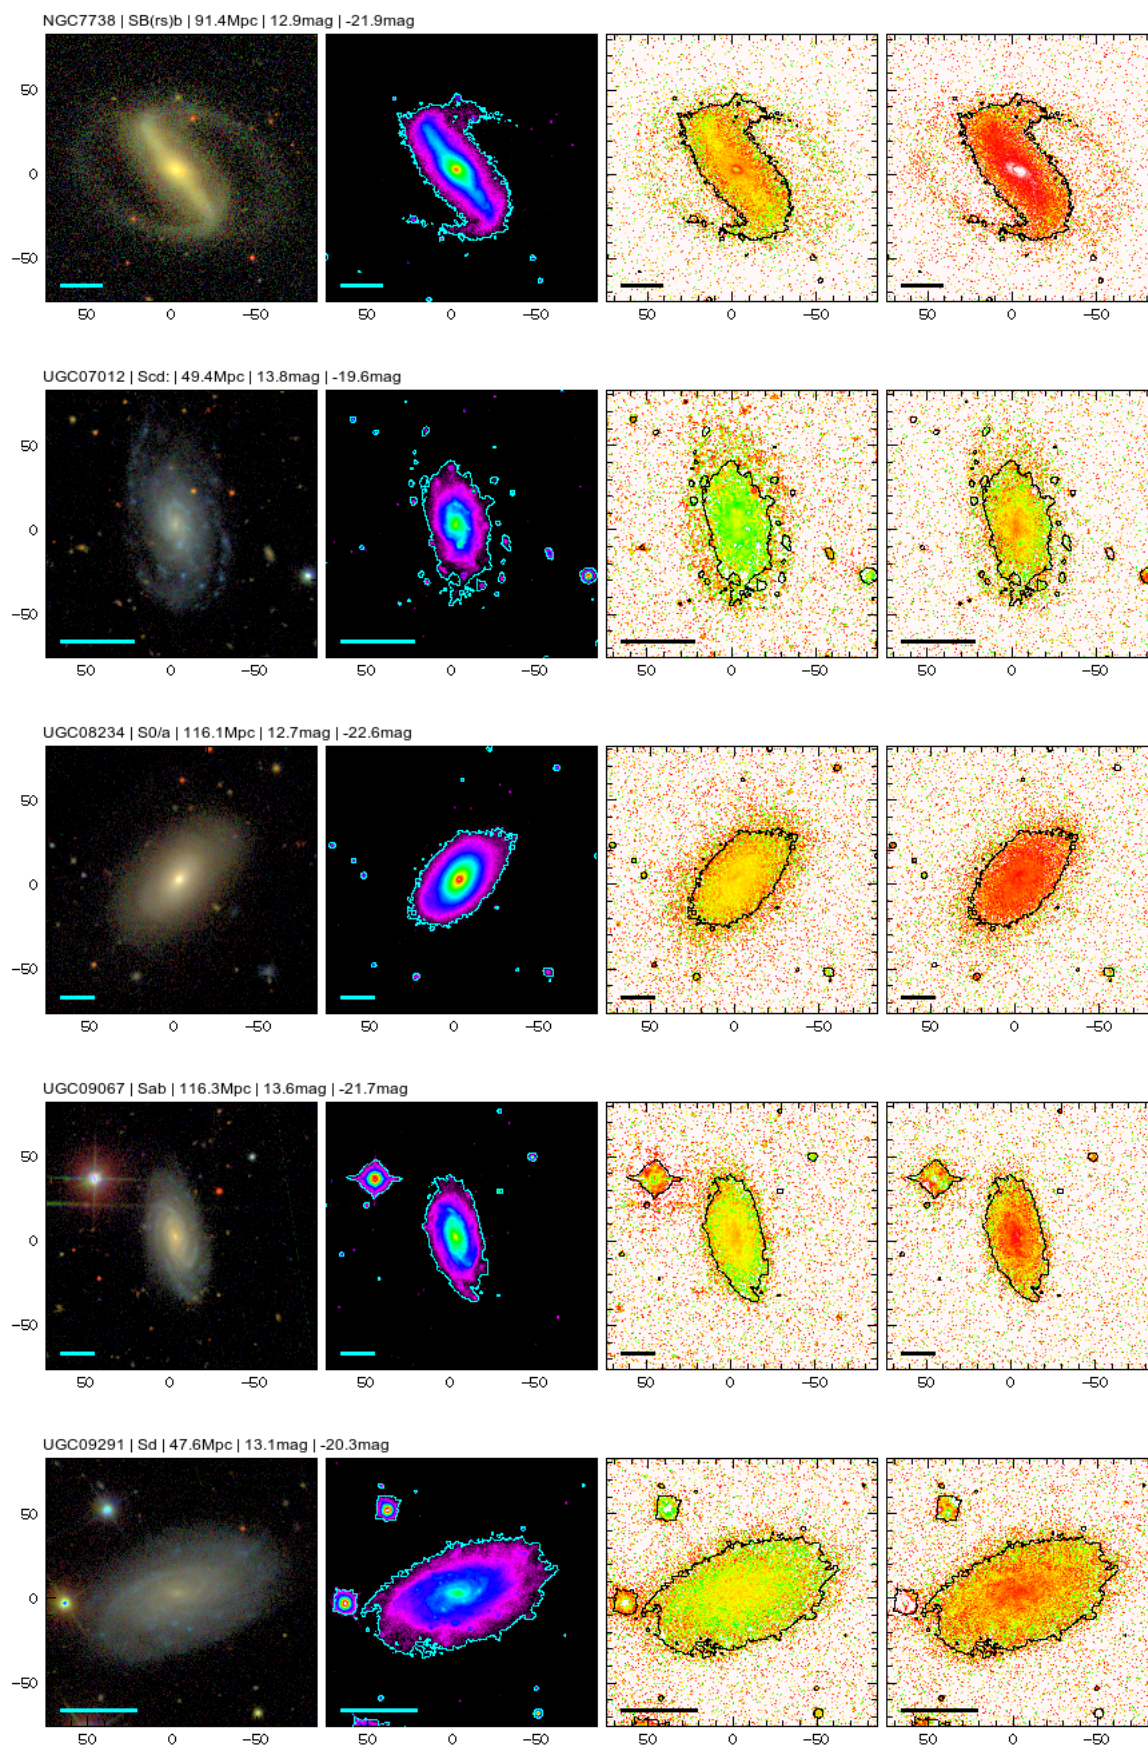 NGC7738 | SB(rs)b | 91.4Mpc | 12.9mag | -21.9mag
50
0
-50
50 0 -50 50 0 -50 50 0 -50 50 0 -50
UGC07012 | Scd: | 49.4Mpc | 13.8mag | -19.6mag
50
0
-50
50 0 -50 50 0 -50 50 0 -50 50 0 -50
UGC08234 | S0/a | 116.1Mpc | 12.7mag | -22.6mag
50
0
-50
50 0 -50 50 0 -50 50 0 -50 50 0 -50
UGC09067 | Sab | 116.3Mpc | 13.6mag | -21.7mag
50
0
-50
50 0 -50 50 0 -50 50 0 -50 50 0 -50
UGC09291 | Sd | 47.6Mpc | 13.1mag | -20.3mag
50
0
-50
50 0 -50 50 0 -50 50 0 -50 50 0 -50